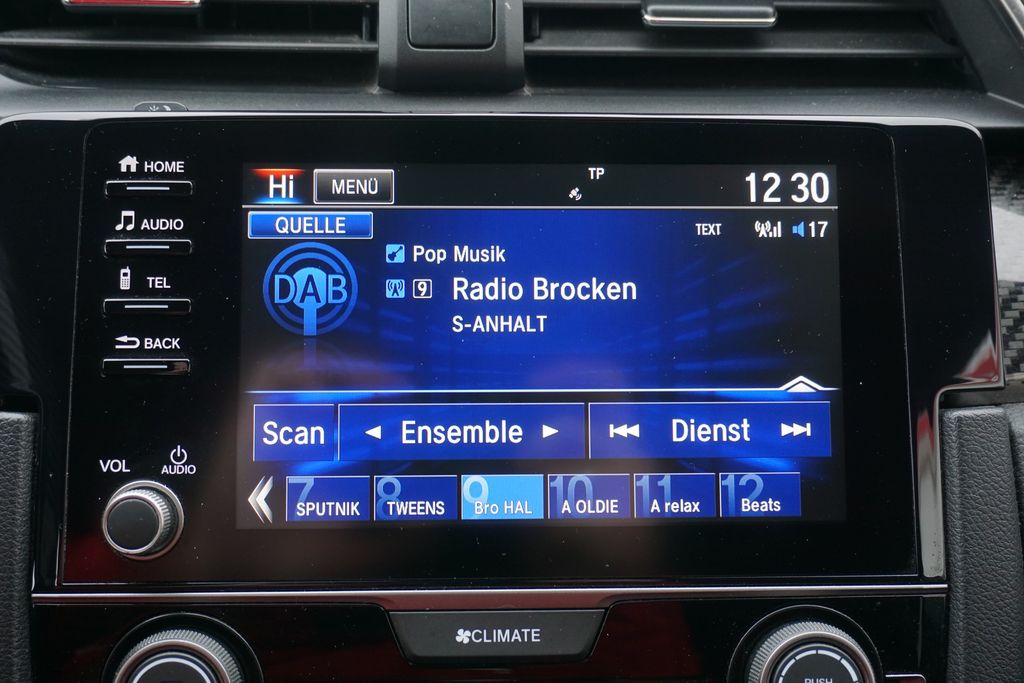 HOME
AUDIO
TEL
BACK
VOL
AUDIO
Hi MENÜ TP 12 30
QUELLE TEXT 17
DAB
Pop Musik
9 Radio Brocken
S-ANHALT
Scan Ensemble Dienst
7 SPUTNIK 8 TWEENS 9 Bro HAL 10 A OLDIE 11 A relax 12 Beats
CLIMATE
PUSH